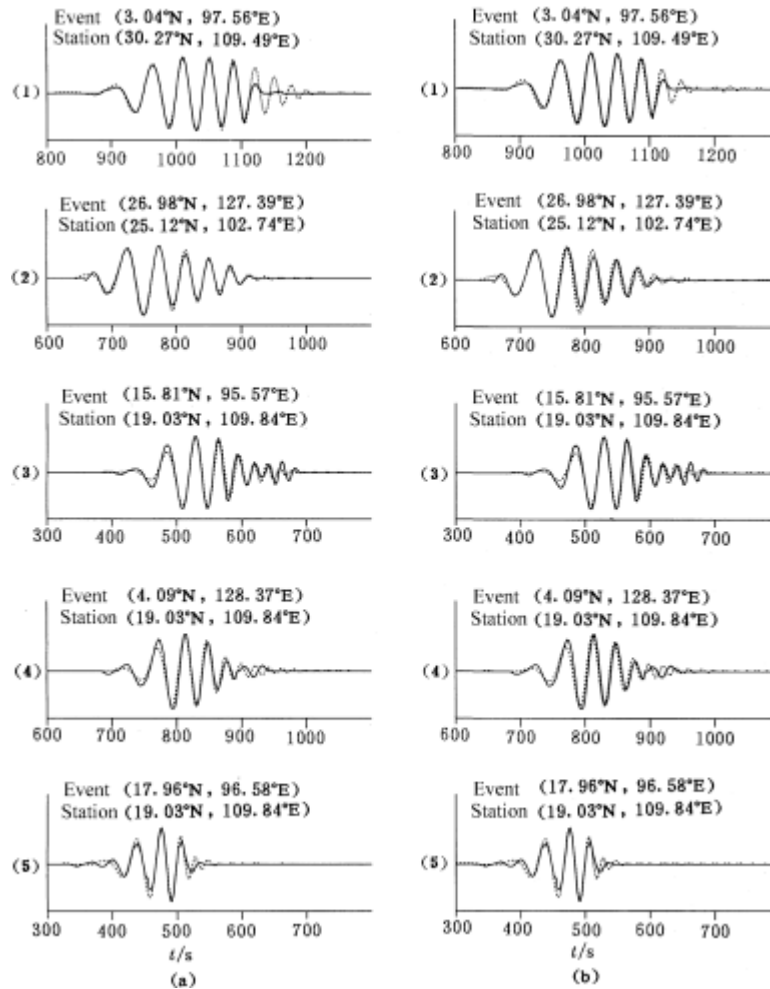 Event (3.04°N, 97.56°E)
Station (30.27°N, 109.49°E)
(1)
800 900 1000 1100 1200
Event (26.98°N, 127.39°E)
Station (25.12°N, 102.74°E)
(2)
600 700 800 900 1000
Event (15.81°N, 95.57°E)
Station (19.03°N, 109.84°E)
(3)
300 400 500 600 700
Event (4.09°N, 128.37°E)
Station (19.03°N, 109.84°E)
(4)
600 700 800 900 1000
Event (17.96°N, 96.58°E)
Station (19.03°N, 109.84°E)
(5)
300 400 500 600 700
t/s
(a)
Event (3.04°N, 97.56°E)
Station (30.27°N, 109.49°E)
(1)
800 900 1000 1100 1200
Event (26.98°N, 127.39°E)
Station (25.12°N, 102.74°E)
(2)
600 700 800 900 1000
Event (15.81°N, 95.57°E)
Station (19.03°N, 109.84°E)
(3)
300 400 500 600 700
Event (4.09°N, 128.37°E)
Station (19.03°N, 109.84°E)
(4)
600 700 800 900 1000
Event (17.96°N, 96.58°E)
Station (19.03°N, 109.84°E)
(5)
300 400 500 600 700
t/s
(b)